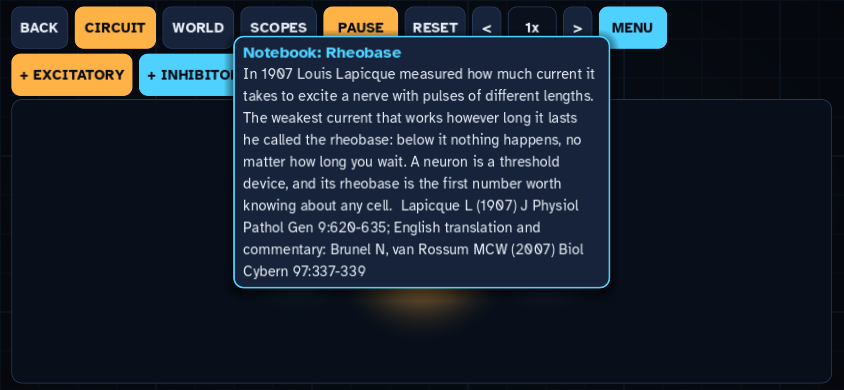 BACK CIRCUIT WORLD SCOPES PAUSE RESET < 1x > MENU
+ EXCITATORY + INHIBITO
Notebook: Rheobase
In 1907 Louis Lapicque measured how much current it
takes to excite a nerve with pulses of different lengths.
The weakest current that works however long it lasts
he called the rheobase: below it nothing happens, no
matter how long you wait. A neuron is a threshold
device, and its rheobase is the first number worth
knowing about any cell. Lapicque L (1907) J Physiol
Pathol Gen 9:620-635; English translation and
commentary: Brunel N, van Rossum MCW (2007) Biol
Cybern 97:337-339